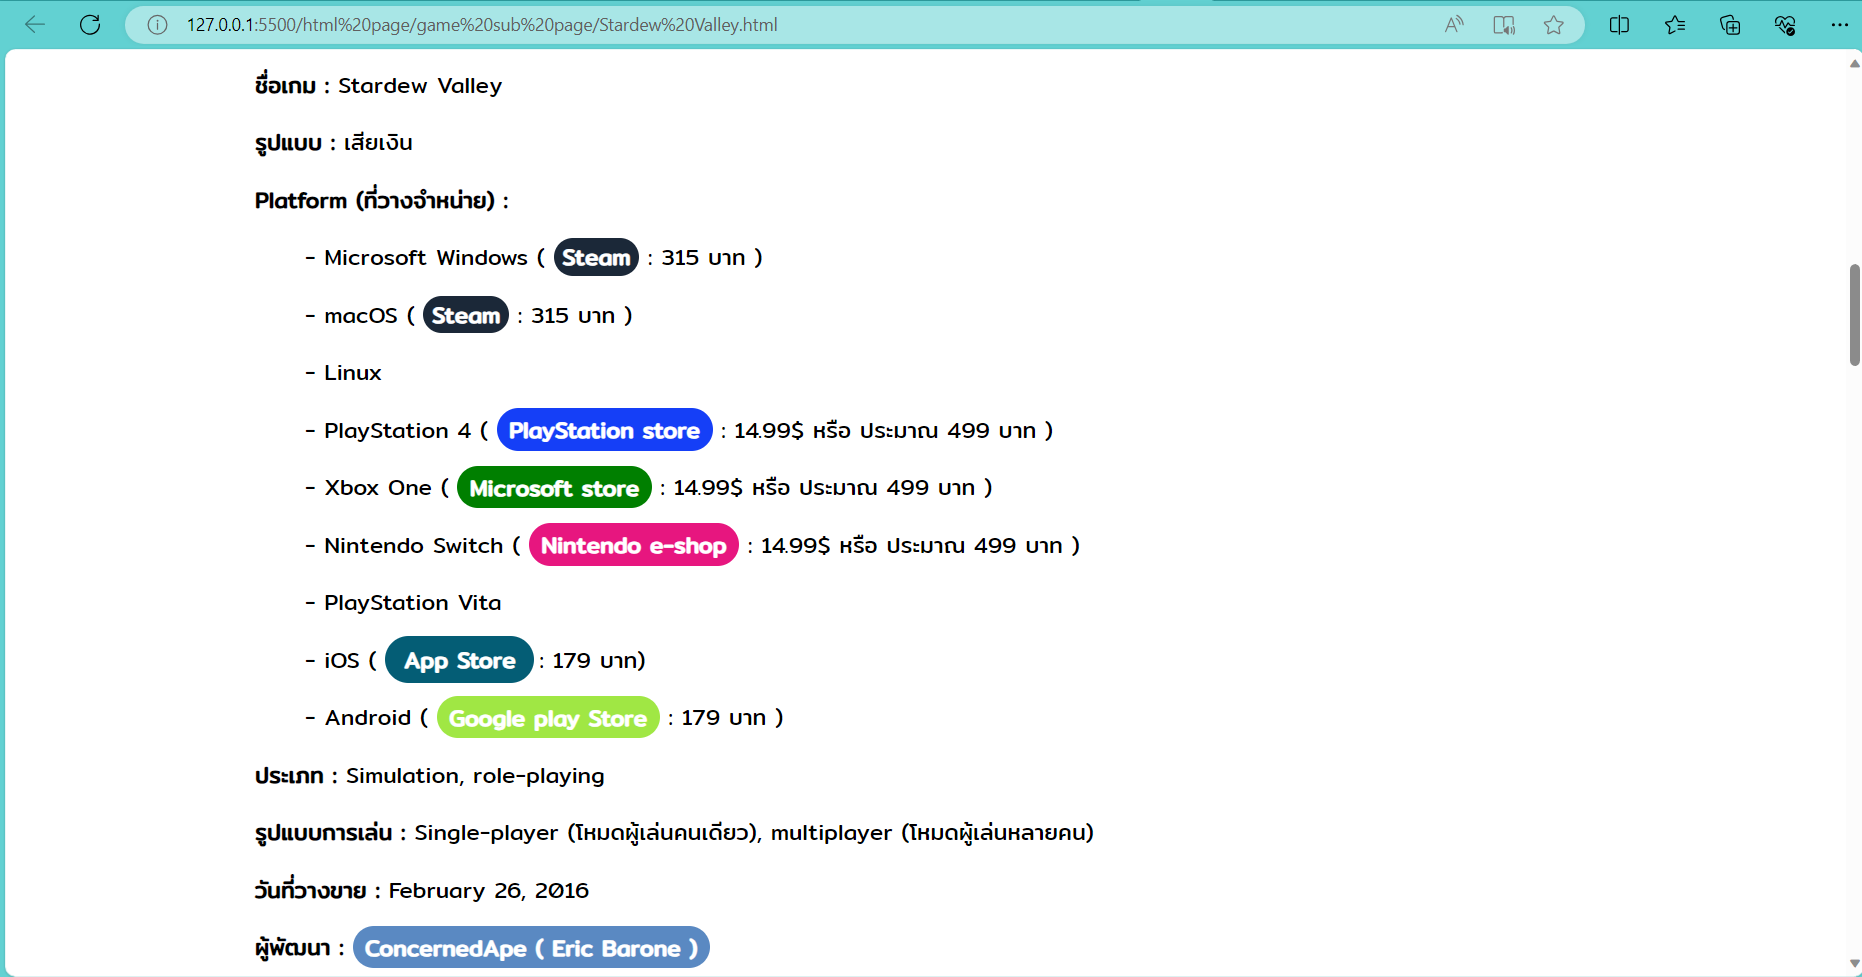 127.0.0.1:5500/html%20page/game%20sub%20page/Stardew%20Valley.html
ชื่อเกม : Stardew Valley
รูปแบบ : เสียเงิน
Platform (ที่วางจำหน่าย) :
- Microsoft Windows ( Steam : 315 บาท )
- macOS ( Steam : 315 บาท )
- Linux
- PlayStation 4 ( PlayStation store : 14.99$ หรือ ประมาณ 499 บาท )
- Xbox One ( Microsoft store : 14.99$ หรือ ประมาณ 499 บาท )
- Nintendo Switch ( Nintendo e-shop : 14.99$ หรือ ประมาณ 499 บาท )
- PlayStation Vita
- iOS ( App Store : 179 บาท)
- Android ( Google play Store : 179 บาท )
ประเภท : Simulation, role-playing
รูปแบบการเล่น : Single-player (โหมดผู้เล่นคนเดียว), multiplayer (โหมดผู้เล่นหลายคน)
วันที่วางขาย : February 26, 2016
ผู้พัฒนา : ConcernedApe ( Eric Barone )